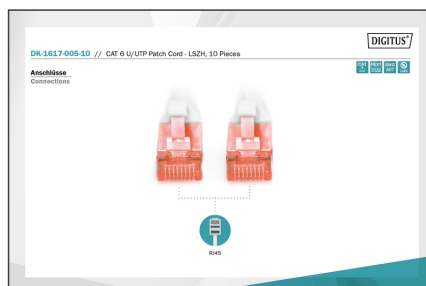 DIGITUS®
DK-1617-005-10 // CAT 6 U/UTP Patch Cord - LSZH, 10 Pieces
Anschlüsse
Connections
RJ45